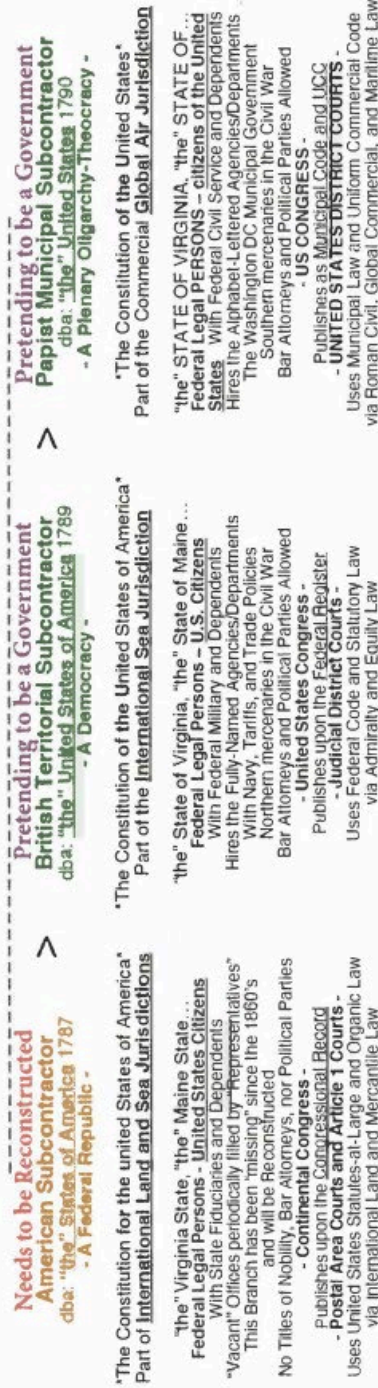 Needs to be Reconstructed
American Subcontractor
dba: "the" States of America 1787
- A Federal Republic -
"The Constitution for the united States of America"
Part of International Land and Sea Jurisdictions
"the" Virginia State, "the" Maine State...
Federal Legal Persons - United States Citizens
With State Fiduciaries and Dependents
"Vacant" Offices periodically filled by "Representatives"
This Branch has been "missing" since the 1860's
and will be Reconstructed
No Titles of Nobility, Bar Attorneys, nor Political Parties
- Continental Congress -
Publishes upon the Congressional Record
- Postal Area Courts and Article 1 Courts -
Uses United States Statutes-at-Large and Organic Law
via International Land and Mercantile Law
>
Pretending to be a Government
British Territorial Subcontractor
dba: "the" United States of America 1789
- A Democracy -
"The Constitution of the United States of America"
Part of the International Sea Jurisdiction
"the" State of Virginia, "the" State of Maine...
Federal Legal Persons – U.S. Citizens
With Federal Military and Dependents
Hires the Fully-Named Agencies/Departments
With Navy, Tariffs, and Trade Policies
Northern mercenaries in the Civil War
Bar Attorneys and Political Parties Allowed
- United States Congress -
Publishes upon the Federal Register
- Judicial District Courts -
Uses Federal Code and Statutory Law
via Admiralty and Equity Law
>
Pretending to be a Government
Papist Municipal Subcontractor
dba: "the" United States 1790
- A Plenary Oligarchy-Theocracy -
"The Constitution of the United States"
Part of the Commercial Global Air Jurisdiction
"the" STATE OF VIRGINIA, "the" STATE OF...
Federal Legal PERSONS – citizens of the United
States With Federal Civil Service and Dependents
Hires the Alphabet-Lettered Agencies/Departments
The Washington DC Municipal Government
Southern mercenaries in the Civil War
Bar Attorneys and Political Parties Allowed
- US CONGRESS -
Publishes as Municipal Code and UCC
- UNITED STATES DISTRICT COURTS -
Uses Municipal Law and Uniform Commercial Code
via Roman Civil, Global Commercial, and Maritime Law